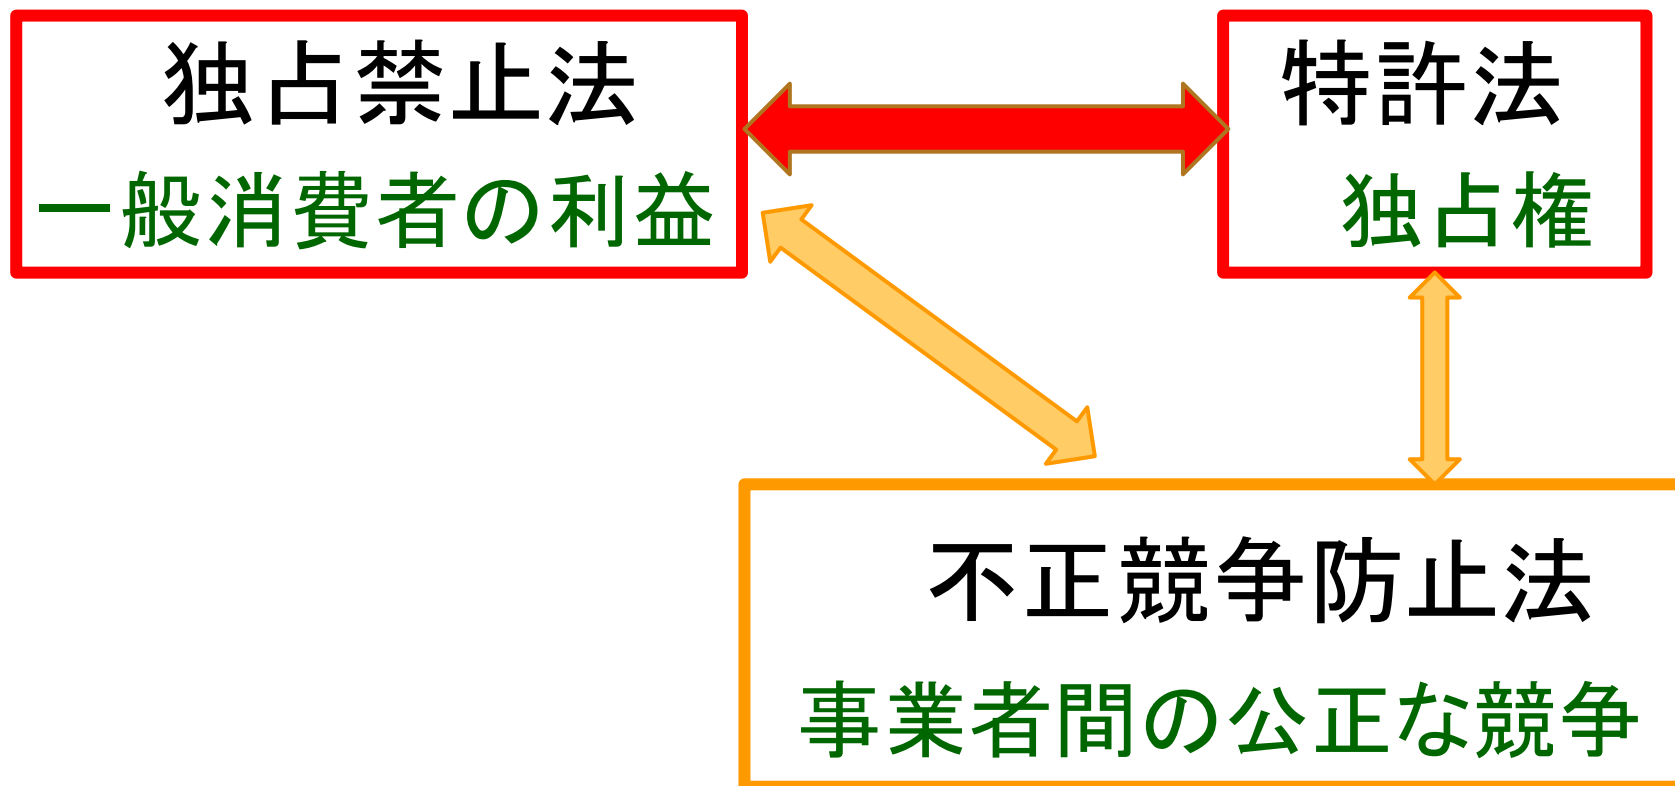 独占禁止法
一般消費者の利益
特許法
独占権
不正競争防止法
事業者間の公正な競争